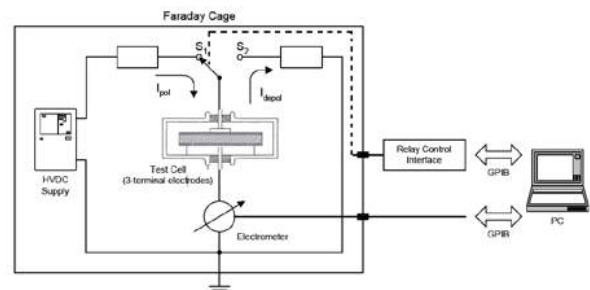 Faraday Cage
S1
S2
Ipol
Idepol
HVDC
Supply
Test Cell
(3-terminal electrodes)
Electrometer
Relay Control
Interface
GPIB
GPIB
PC